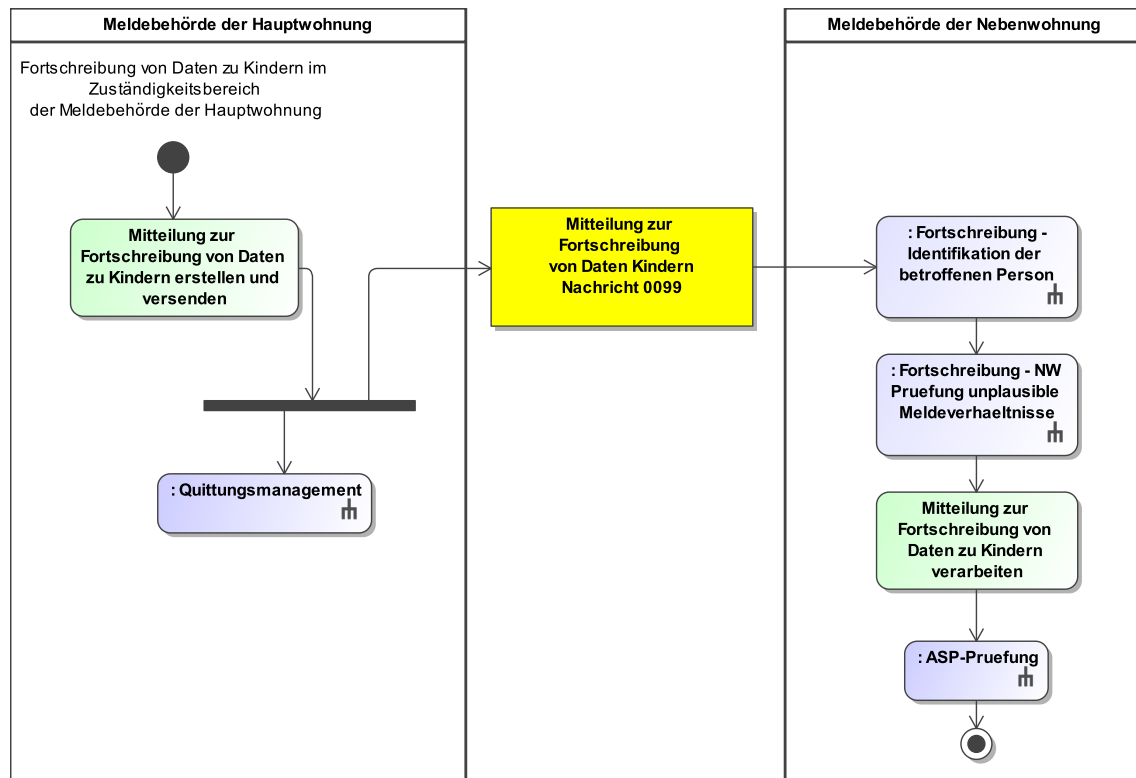 Meldebehörde der Hauptwohnung
Fortschreibung von Daten zu Kindern im
Zuständigkeitsbereich
der Meldebehörde der Hauptwohnung
Mitteilung zur
Fortschreibung von Daten
zu Kindern erstellen und
versenden
: Quittungsmanagement
Mitteilung zur
Fortschreibung
von Daten Kindern
Nachricht 0099
Meldebehörde der Nebenwohnung
: Fortschreibung -
Identifikation der
betroffenen Person
: Fortschreibung - NW
Pruefung unplausible
Meldeverhaeltnisse
Mitteilung zur
Fortschreibung von
Daten zu Kindern
verarbeiten
: ASP-Pruefung